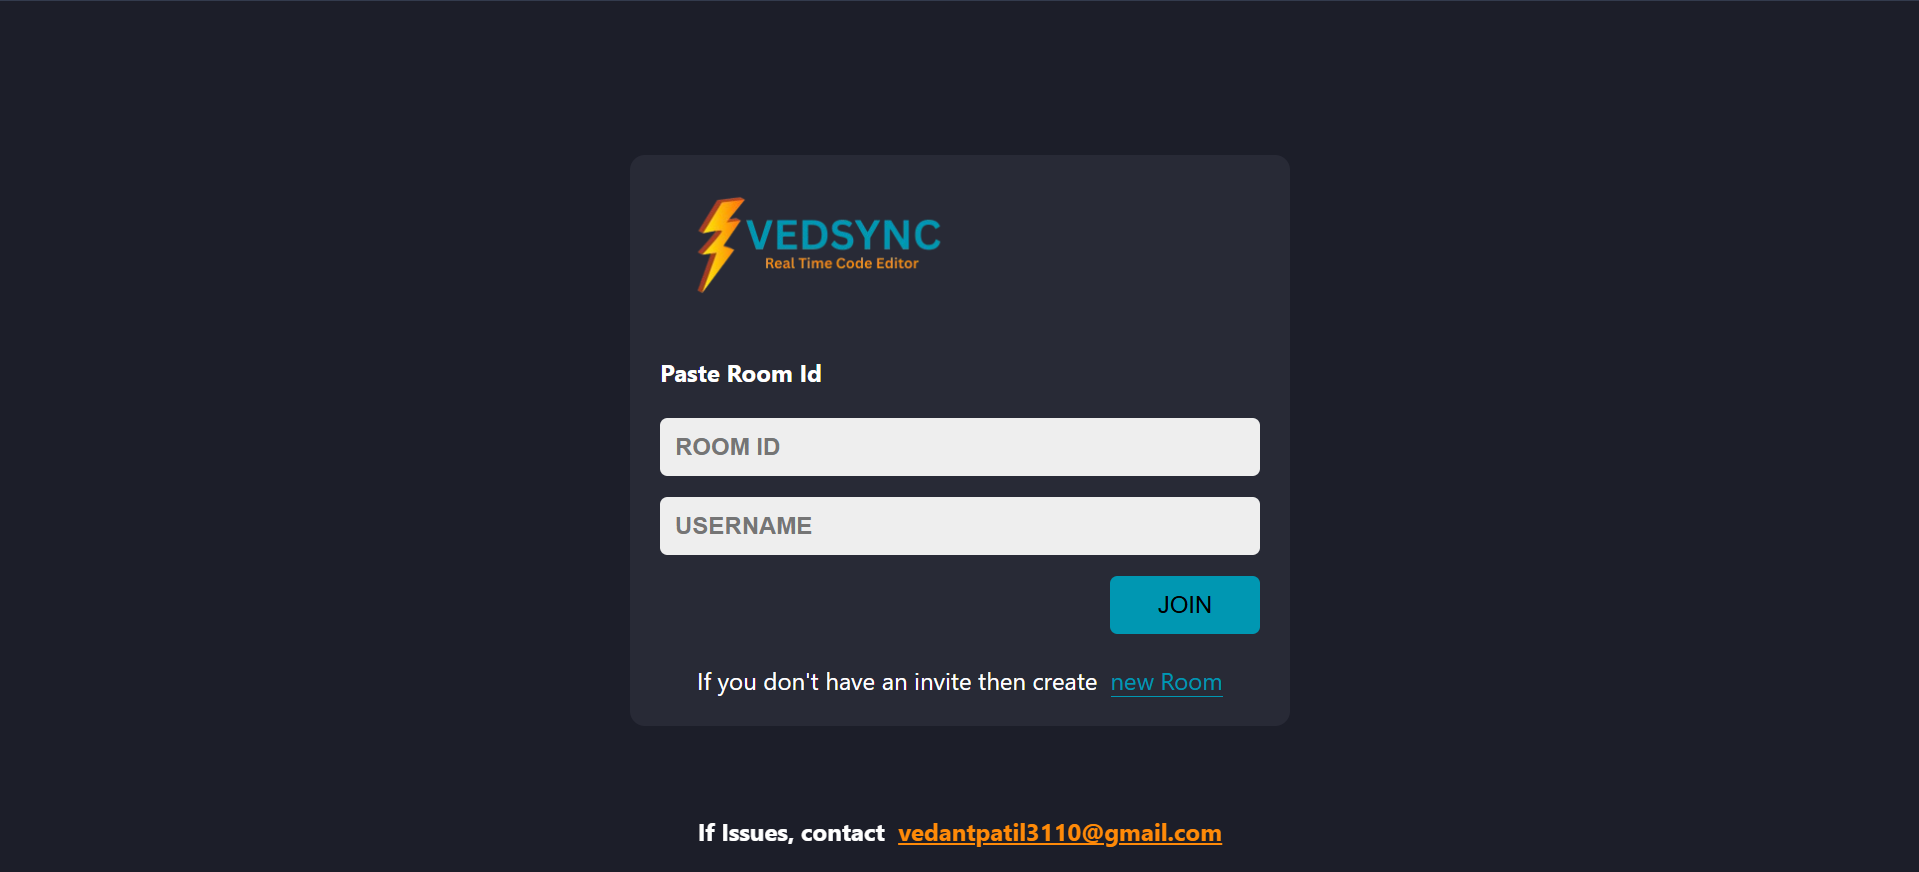 VEDSYNC
Real Time Code Editor
Paste Room Id
ROOM ID
USERNAME
JOIN
If you don't have an invite then create new Room
If Issues, contact vedantpatil3110@gmail.com